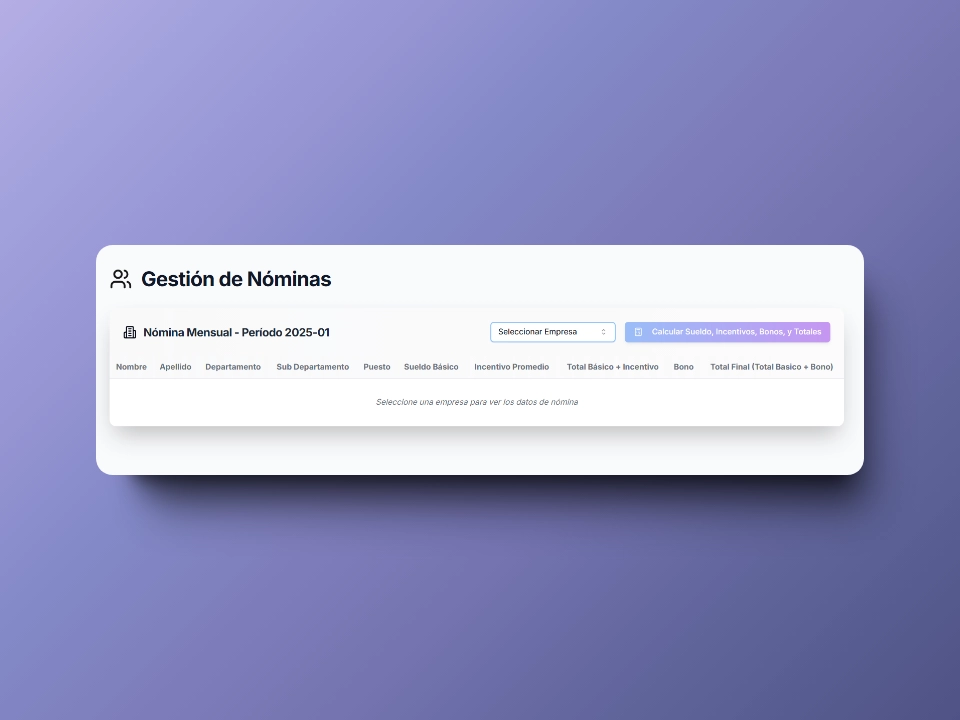 Gestión de Nóminas
Nómina Mensual - Período 2025-01
Seleccionar Empresa
Calcular Sueldo, Incentivos, Bonos, y Totales
Nombre Apellido Departamento Sub Departamento Puesto Sueldo Básico Incentivo Promedio Total Básico + Incentivo Bono Total Final (Total Basico + Bono)
Seleccione una empresa para ver los datos de nómina